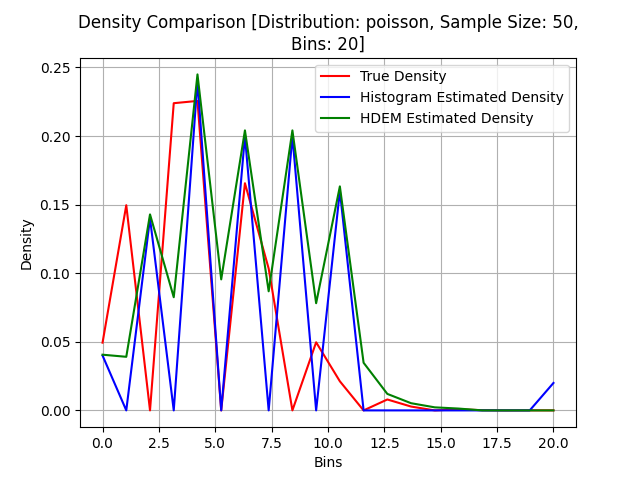 Density Comparison [Distribution: poisson, Sample Size: 50,
Bins: 20]
True Density
Histogram Estimated Density
HDEM Estimated Density
0.25
0.20
0.15
0.10
0.05
0.00
Density
0.0 2.5 5.0 7.5 10.0 12.5 15.0 17.5 20.0
Bins